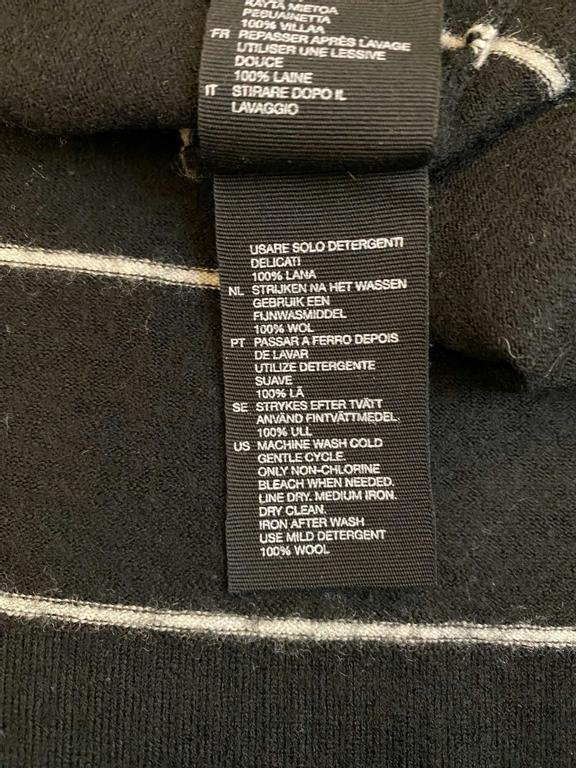 KÄYTÄ MIETOA
PESUAINETTA
100% VILLAA
FR REPASSER APRÈS LAVAGE
UTILISER UNE LESSIVE
DOUCE
100% LAINE
IT STIRARE DOPO IL
LAVAGGIO
USARE SOLO DETERGENTI
DELICATI
100% LANA
NL STRIJKEN NA HET WASSEN
GEBRUIK EEN
FIJNWASMIDDEL
100% WOL
PT PASSAR A FERRO DEPOIS
DE LAVAR
UTILIZE DETERGENTE
SUAVE
100% LÃ
SE STRYKES EFTER TVÄTT
ANVÄND FINTVÄTTMEDEL
100% ULL
US MACHINE WASH COLD
GENTLE CYCLE.
ONLY NON-CHLORINE
BLEACH WHEN NEEDED.
LINE DRY. MEDIUM IRON.
DRY CLEAN.
IRON AFTER WASH
USE MILD DETERGENT
100% WOOL